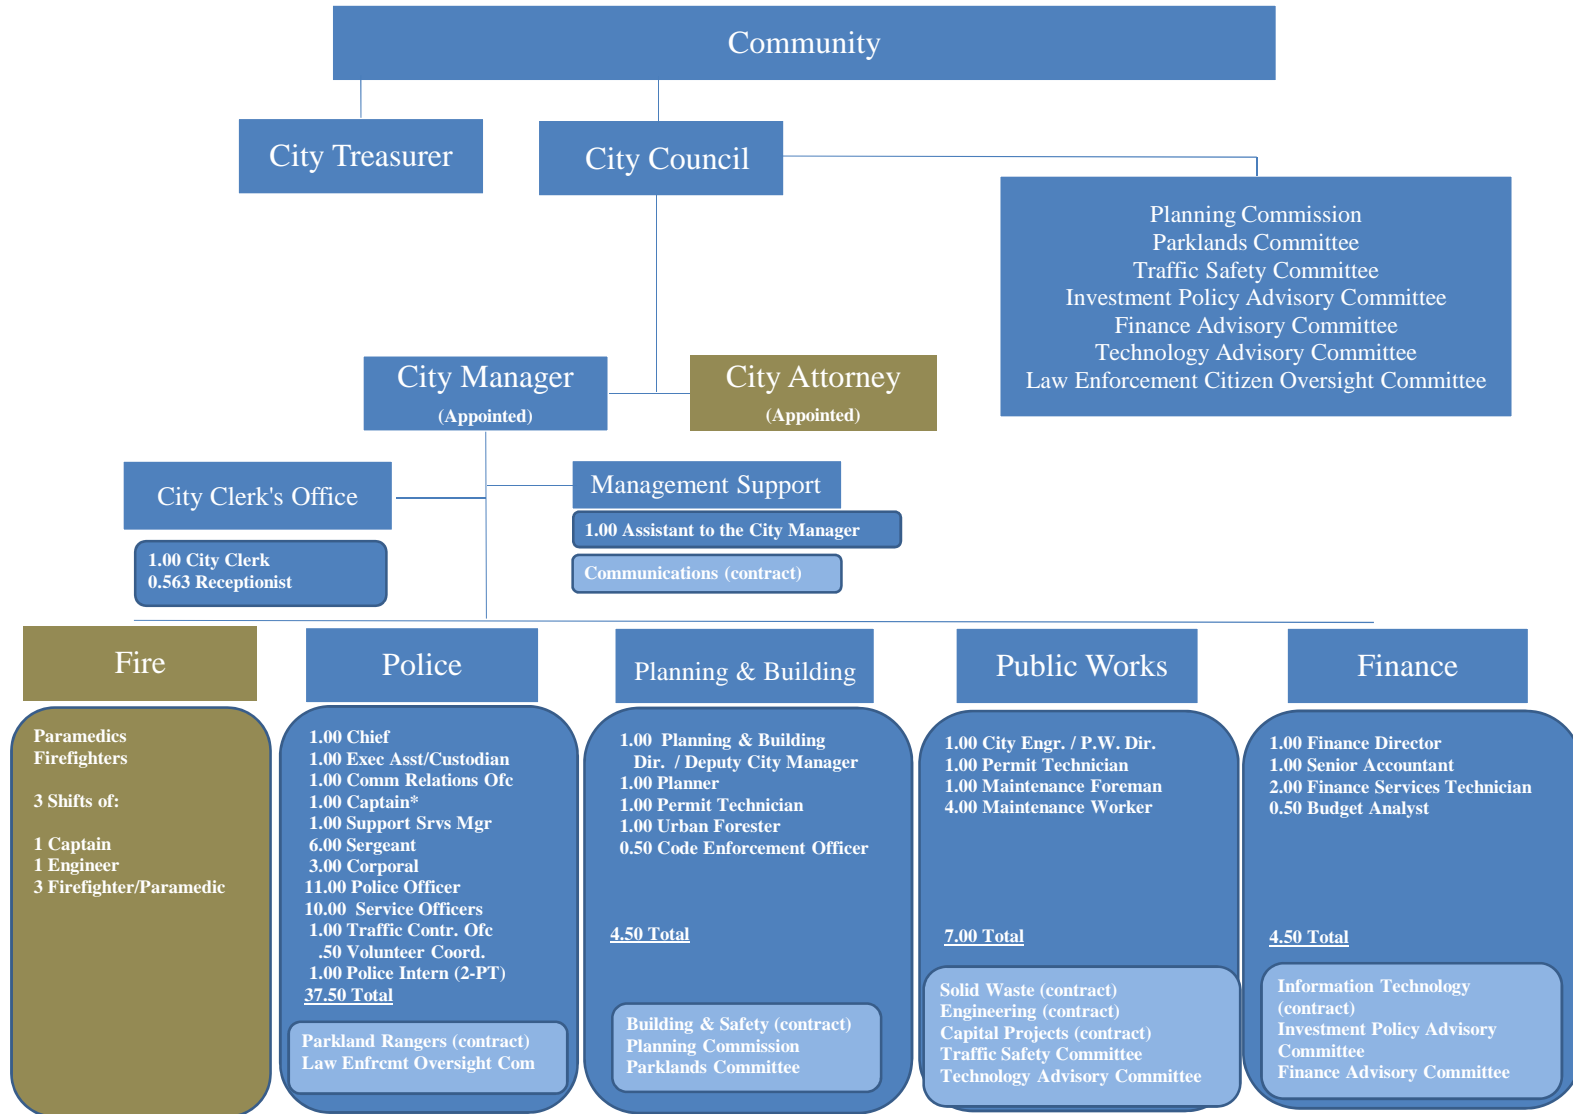 Community
City Treasurer
City Council
Planning Commission
Parklands Committee
Traffic Safety Committee
Investment Policy Advisory Committee
Finance Advisory Committee
Technology Advisory Committee
Law Enforcement Citizen Oversight Committee
City Manager
(Appointed)
City Attorney
(Appointed)
City Clerk's Office
1.00 City Clerk
0.563 Receptionist
Management Support
1.00 Assistant to the City Manager
Communications (contract)
Fire
Paramedics
Firefighters
3 Shifts of:
1 Captain
1 Engineer
3 Firefighter/Paramedic
Police
1.00 Chief
1.00 Exec Asst/Custodian
1.00 Comm Relations Ofc
1.00 Captain*
1.00 Support Srvs Mgr
6.00 Sergeant
3.00 Corporal
11.00 Police Officer
10.00 Service Officers
1.00 Traffic Contr. Ofc
.50 Volunteer Coord.
1.00 Police Intern (2-PT)
37.50 Total
Parkland Rangers (contract)
Law Enfrcmt Oversight Com
Planning & Building
1.00 Planning & Building
Dir. / Deputy City Manager
1.00 Planner
1.00 Permit Technician
1.00 Urban Forester
0.50 Code Enforcement Officer
4.50 Total
Building & Safety (contract)
Planning Commission
Parklands Committee
Public Works
1.00 City Engr. / P.W. Dir.
1.00 Permit Technician
1.00 Maintenance Foreman
4.00 Maintenance Worker
7.00 Total
Solid Waste (contract)
Engineering (contract)
Capital Projects (contract)
Traffic Safety Committee
Technology Advisory Committee
Finance
1.00 Finance Director
1.00 Senior Accountant
2.00 Finance Services Technician
0.50 Budget Analyst
4.50 Total
Information Technology
(contract)
Investment Policy Advisory
Committee
Finance Advisory Committee